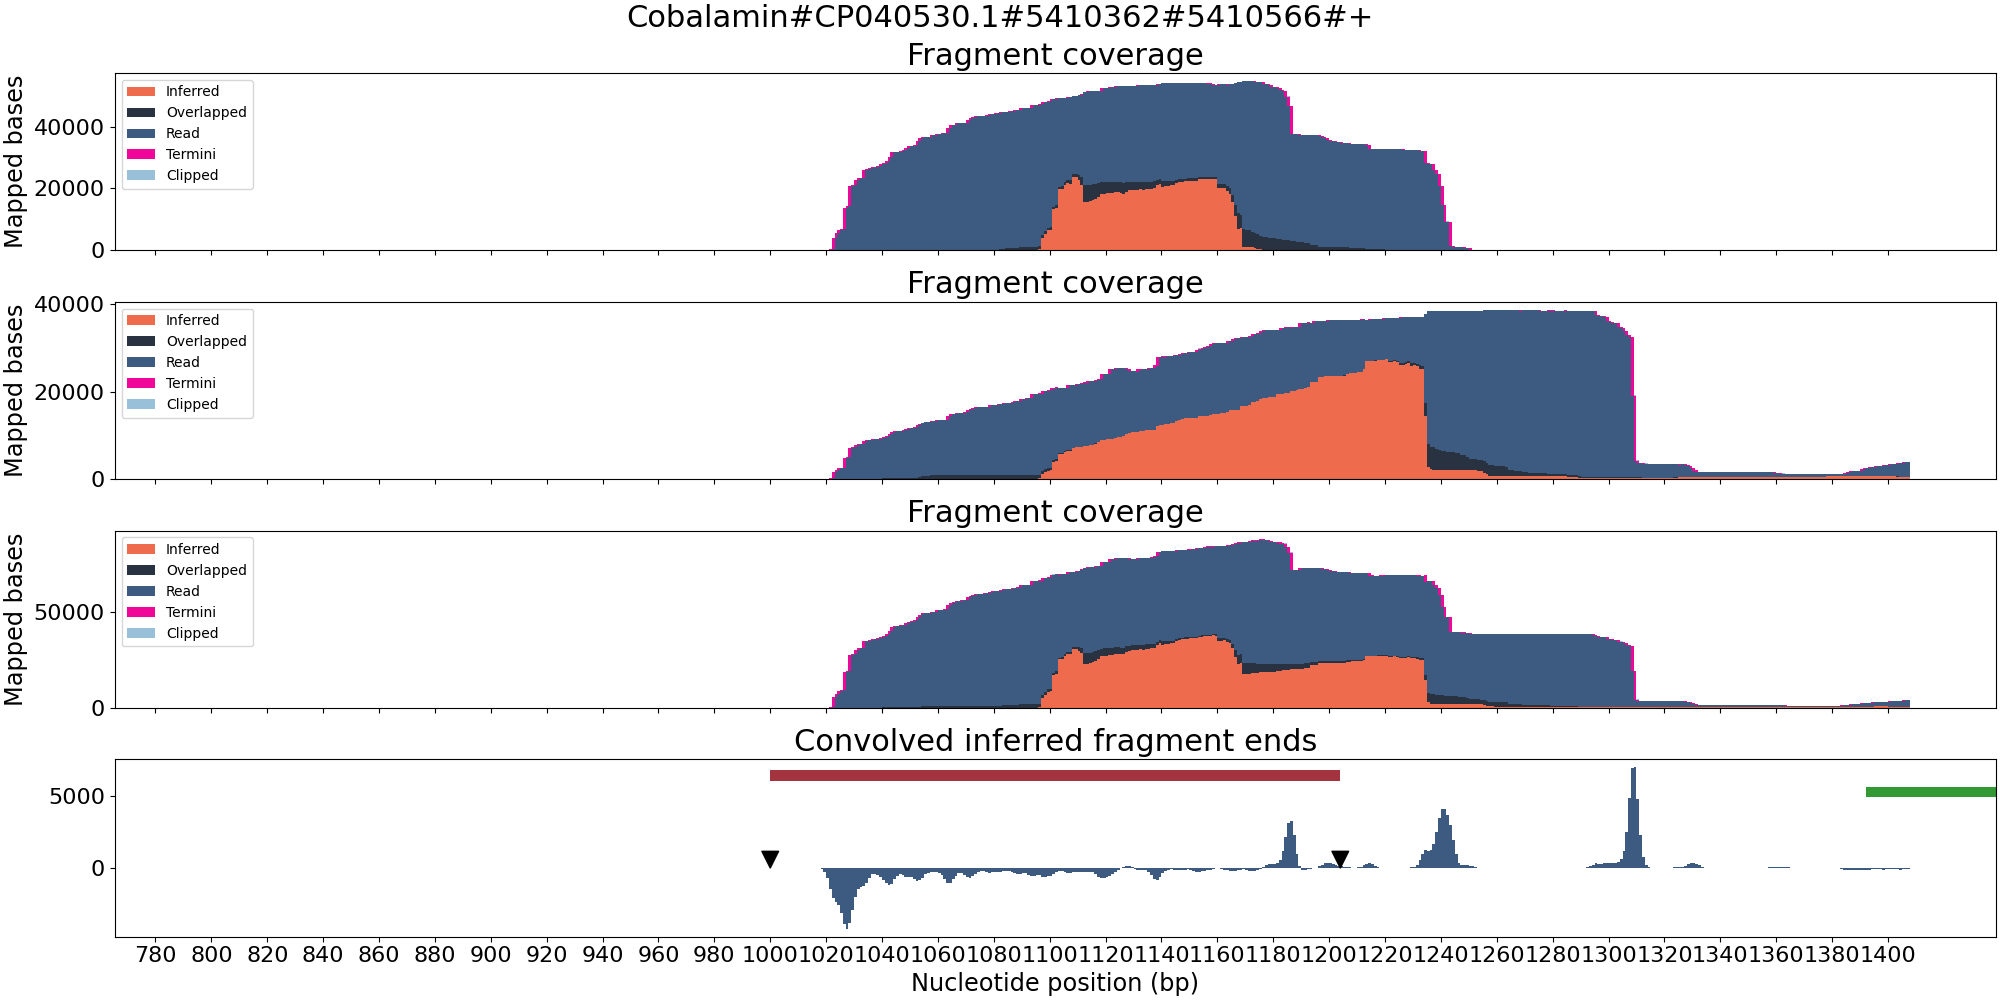 Cobalamin#CP040530.1#5410362#5410566#+
Fragment coverage
Mapped bases
40000
20000
0
Inferred
Overlapped
Read
Termini
Clipped
Fragment coverage
Mapped bases
40000
20000
0
Inferred
Overlapped
Read
Termini
Clipped
Fragment coverage
Mapped bases
50000
0
Inferred
Overlapped
Read
Termini
Clipped
Convolved inferred fragment ends
5000
0
780 800 820 840 860 880 900 920 940 960 980 1000 1020 1040 1060 1080 1100 1120 1140 1160 1180 1200 1220 1240 1260 1280 1300 1320 1340 1360 1380 1400
Nucleotide position (bp)